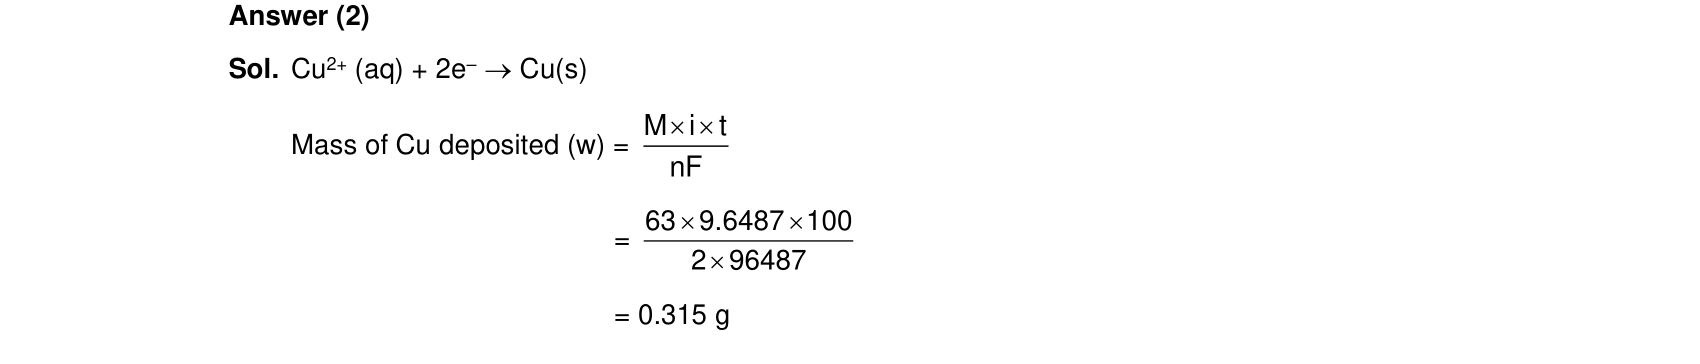 Answer (2)
Sol. Cu²⁺ (aq) + 2e⁻ → Cu(s)
Mass of Cu deposited (w) = M×i×t / nF
= 63×9.6487×100 / 2×96487
= 0.315 g